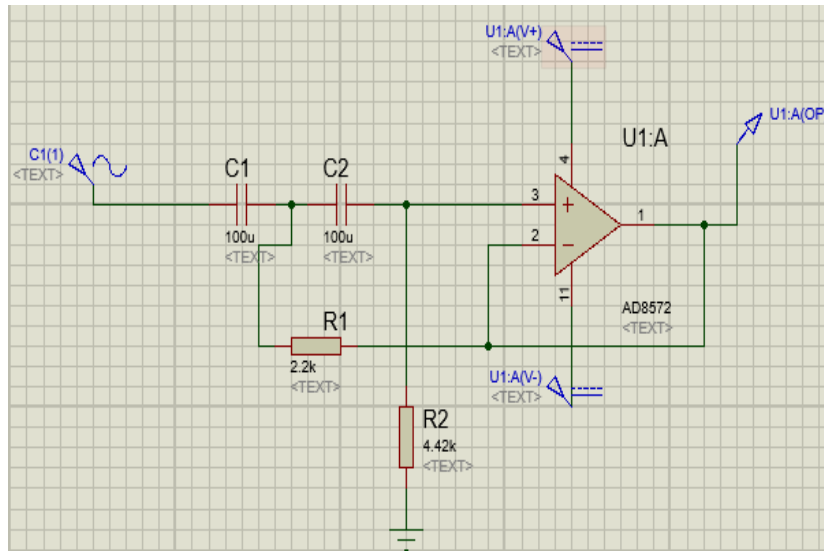 U1:A(V+)
<TEXT>
U1:A(OP
U1:A
C1(1)
<TEXT>
C1
C2
4
3
1
2
100u
<TEXT>
100u
<TEXT>
11
AD8572
<TEXT>
R1
2.2k
<TEXT>
U1:A(V-)
<TEXT>
R2
4.42k
<TEXT>